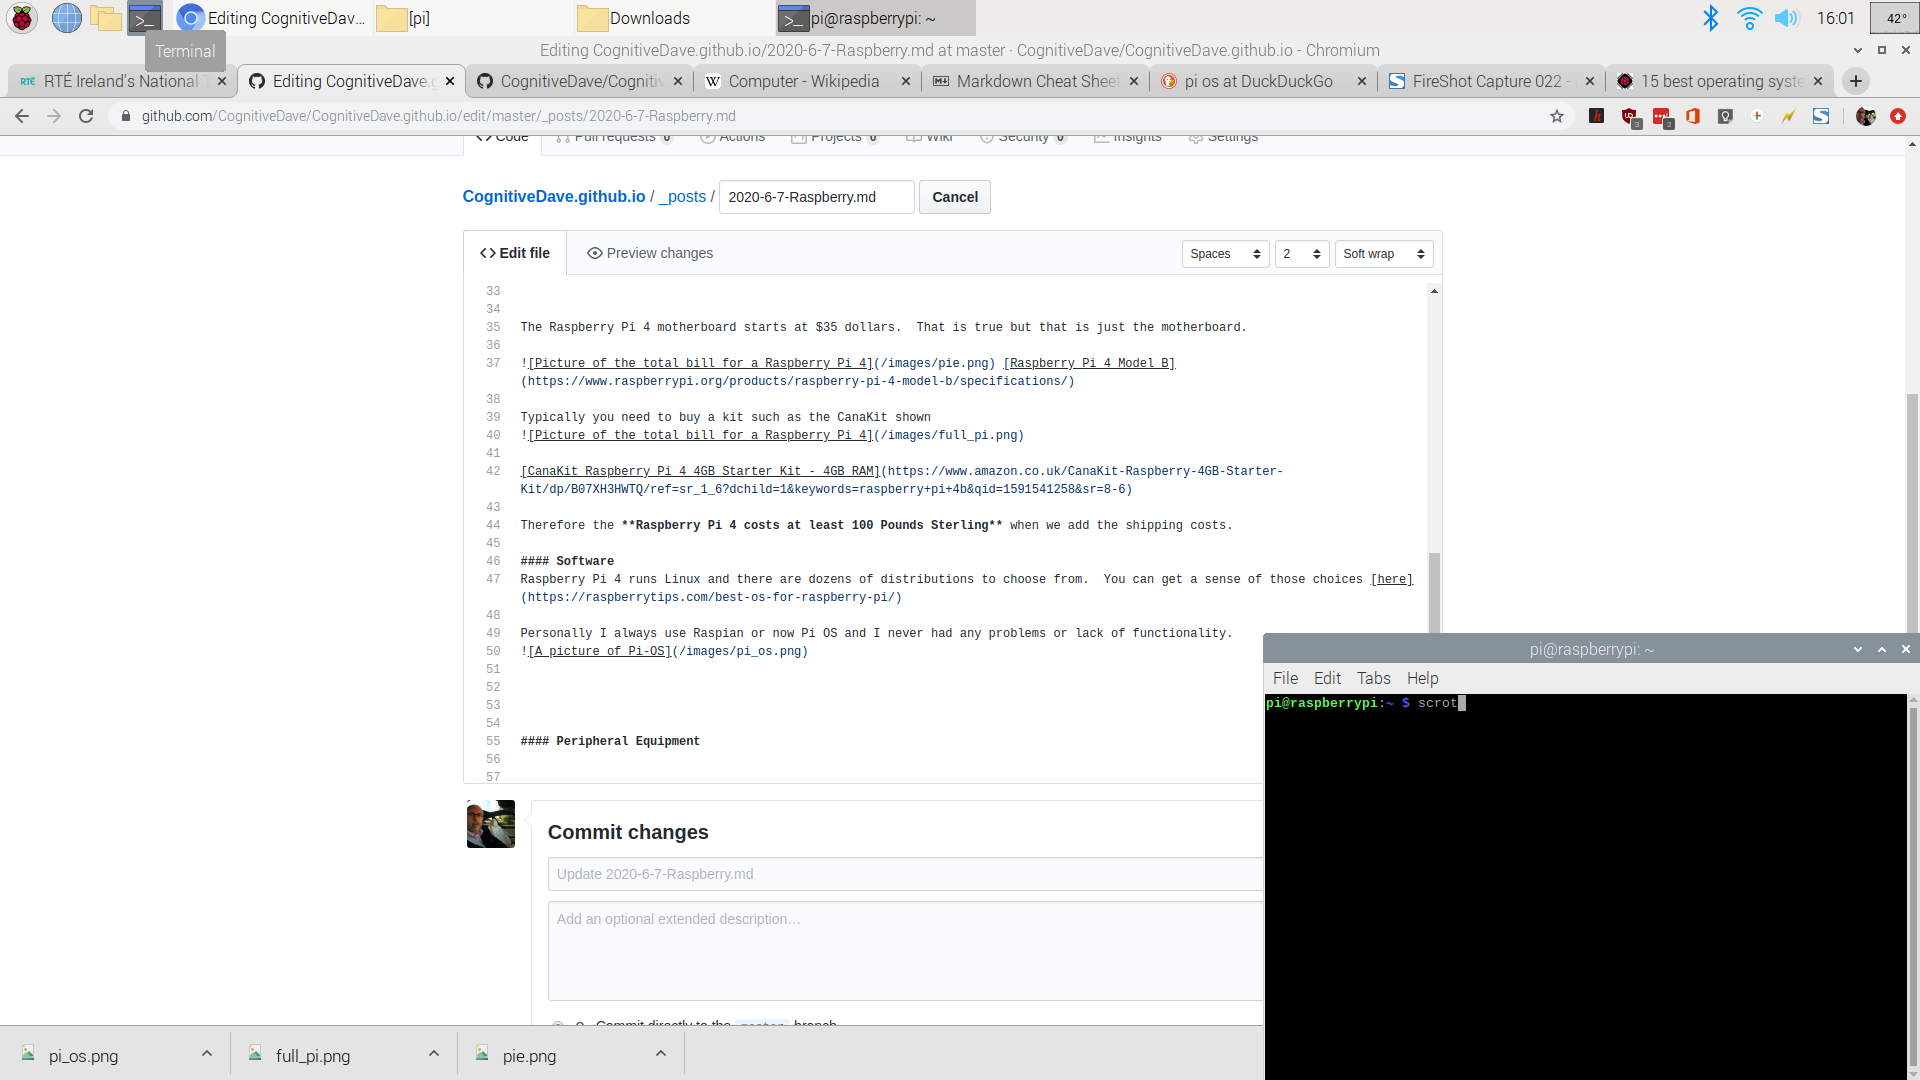 Editing CognitiveDav...
[pi]
Downloads
pi@raspberrypi: ~
16:01
42°
Terminal
Editing CognitiveDave.github.io/2020-6-7-Raspberry.md at master · CognitiveDave/CognitiveDave.github.io - Chromium
RTÉ Ireland's National
Editing CognitiveDave.g
CognitiveDave/Cognitiv
Computer - Wikipedia
Markdown Cheat Sheet
pi os at DuckDuckGo
FireShot Capture 022 -
15 best operating syste
github.com/CognitiveDave/CognitiveDave.github.io/edit/master/_posts/2020-6-7-Raspberry.md
Code
Pull requests 0
Actions
Projects 0
Wiki
Security 0
Insights
Settings
CognitiveDave.github.io / _posts / 2020-6-7-Raspberry.md Cancel
Edit file
Preview changes
Spaces
2
Soft wrap
33
34
35 The Raspberry Pi 4 motherboard starts at $35 dollars.  That is true but that is just the motherboard.
36
37 ![Picture of the total bill for a Raspberry Pi 4](/images/pie.png) [Raspberry Pi 4 Model B]
(https://www.raspberrypi.org/products/raspberry-pi-4-model-b/specifications/)
38
39 Typically you need to buy a kit such as the CanaKit shown
40 ![Picture of the total bill for a Raspberry Pi 4](/images/full_pi.png)
41
42 [CanaKit Raspberry Pi 4 4GB Starter Kit - 4GB RAM](https://www.amazon.co.uk/CanaKit-Raspberry-4GB-Starter-
Kit/dp/B07XH3HWTQ/ref=sr_1_6?dchild=1&keywords=raspberry+pi+4b&qid=1591541258&sr=8-6)
43
44 Therefore the **Raspberry Pi 4 costs at least 100 Pounds Sterling** when we add the shipping costs.
45
46 #### Software
47 Raspberry Pi 4 runs Linux and there are dozens of distributions to choose from.  You can get a sense of those choices [here]
(https://raspberrytips.com/best-os-for-raspberry-pi/)
48
49 Personally I always use Raspian or now Pi OS and I never had any problems or lack of functionality.
50 ![A picture of Pi-OS](/images/pi_os.png)
51
52
53
54
55 #### Peripheral Equipment
56
57
pi@raspberrypi: ~
File Edit Tabs Help
pi@raspberrypi:~ $ scrot
Commit changes
Update 2020-6-7-Raspberry.md
Add an optional extended description…
Commit directly to the master branch
pi_os.png
full_pi.png
pie.png